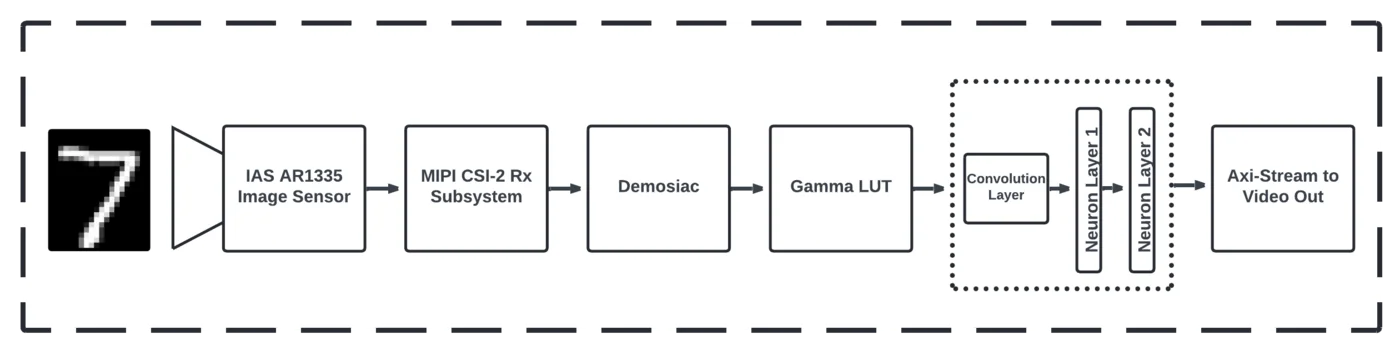 7
IAS AR1335
Image Sensor
MIPI CSI-2 Rx
Subsystem
Demosiac
Gamma LUT
Convolution
Layer
Neuron Layer 1
Neuron Layer 2
Axi-Stream to
Video Out